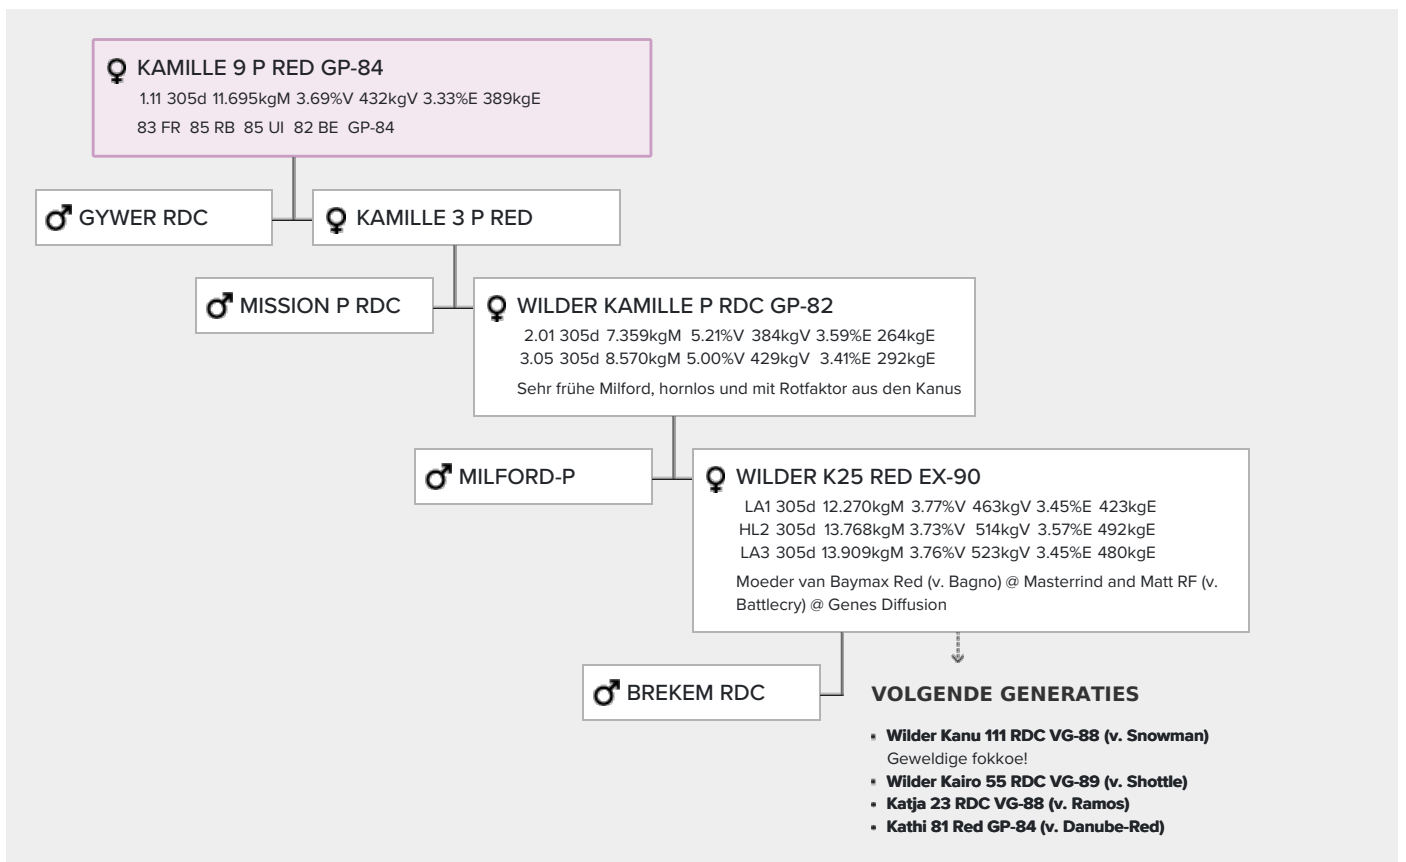 KAMILLE 9 P RED GP-84
1.11 305d 11.695kgM 3.69%V 432kgV 3.33%E 389kgE
83 FR 85 RB 85 UI 82 BE GP-84
GYWER RDC
KAMILLE 3 P RED
MISSION P RDC
WILDER KAMILLE P RDC GP-82
2.01 305d 7.359kgM 5.21%V 384kgV 3.59%E 264kgE
3.05 305d 8.570kgM 5.00%V 429kgV 3.41%E 292kgE
Sehr frühe Milford, hornlos und mit Rotfaktor aus den Kanus
MILFORD-P
WILDER K25 RED EX-90
LA1 305d 12.270kgM 3.77%V 463kgV 3.45%E 423kgE
HL2 305d 13.768kgM 3.73%V 514kgV 3.57%E 492kgE
LA3 305d 13.909kgM 3.76%V 523kgV 3.45%E 480kgE
Moeder van Baymax Red (v. Bagno) @ Masterrind and Matt RF (v.
Battlecry) @ Genes Diffusion
BREKEM RDC
VOLGENDE GENERATIES
▪ Wilder Kanu 111 RDC VG-88 (v. Snowman)
Geweldige fokkoe!
▪ Wilder Kairo 55 RDC VG-89 (v. Shottle)
▪ Katja 23 RDC VG-88 (v. Ramos)
▪ Kathi 81 Red GP-84 (v. Danube-Red)